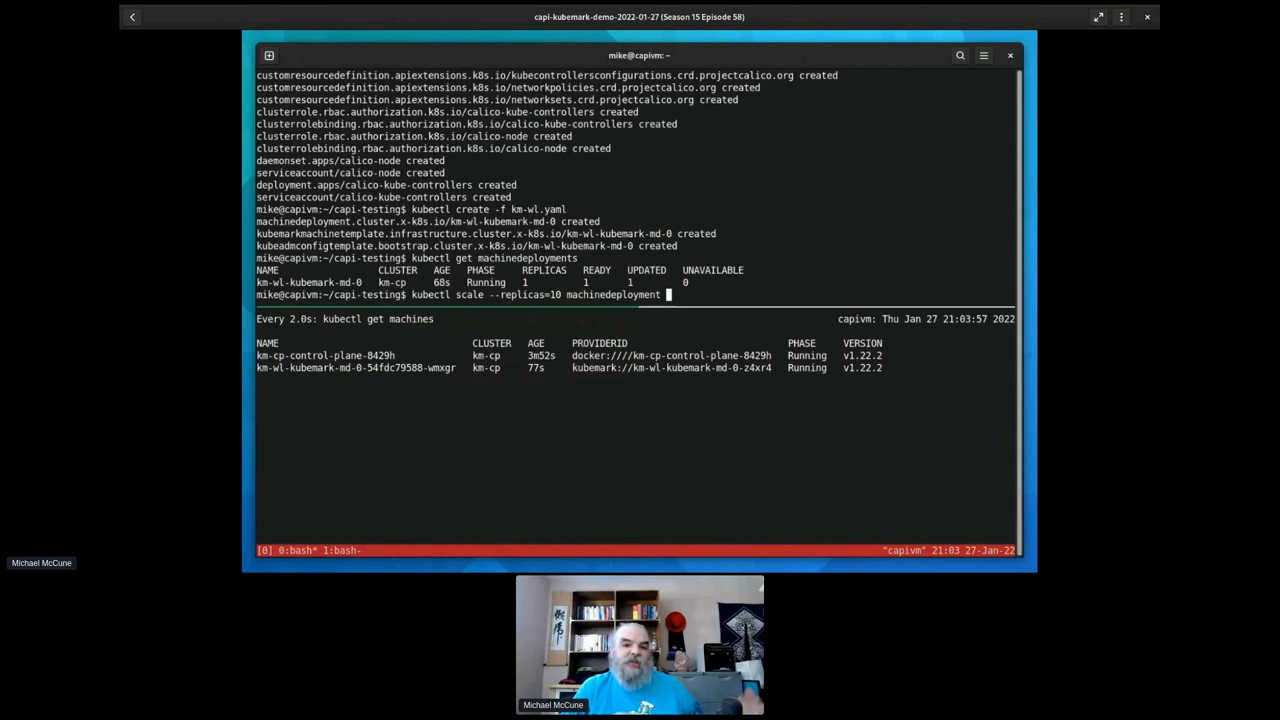 capi-kubemark-demo-2022-01-27 (Season 15 Episode 58)
mike@capivm: ~
customresourcedefinition.apiextensions.k8s.io/kubecontrollersconfigurations.crd.projectcalico.org created
customresourcedefinition.apiextensions.k8s.io/networkpolicies.crd.projectcalico.org created
customresourcedefinition.apiextensions.k8s.io/networksets.crd.projectcalico.org created
clusterrole.rbac.authorization.k8s.io/calico-kube-controllers created
clusterrolebinding.rbac.authorization.k8s.io/calico-kube-controllers created
clusterrole.rbac.authorization.k8s.io/calico-node created
clusterrolebinding.rbac.authorization.k8s.io/calico-node created
daemonset.apps/calico-node created
serviceaccount/calico-node created
deployment.apps/calico-kube-controllers created
serviceaccount/calico-kube-controllers created
mike@capivm:~/capi-testing$ kubectl create -f km-wl.yaml
machinedeployment.cluster.x-k8s.io/km-wl-kubemark-md-0 created
kubemarkmachinetemplate.infrastructure.cluster.x-k8s.io/km-wl-kubemark-md-0 created
kubeadmconfigtemplate.bootstrap.cluster.x-k8s.io/km-wl-kubemark-md-0 created
mike@capivm:~/capi-testing$ kubectl get machinedeployments
NAME CLUSTER AGE PHASE REPLICAS READY UPDATED UNAVAILABLE
km-wl-kubemark-md-0 km-cp 68s Running 1 1 1 0
mike@capivm:~/capi-testing$ kubectl scale --replicas=10 machinedeployment
Every 2.0s: kubectl get machines capivm: Thu Jan 27 21:03:57 2022
NAME CLUSTER AGE PROVIDERID PHASE VERSION
km-cp-control-plane-8429h km-cp 3m52s docker:////km-cp-control-plane-8429h Running v1.22.2
km-wl-kubemark-md-0-54fdc79588-wmxgr km-cp 77s kubemark://km-wl-kubemark-md-0-z4xr4 Running v1.22.2
[0] 0:bash* 1:bash- "capivm" 21:03 27-Jan-22
Michael McCune
Michael McCune